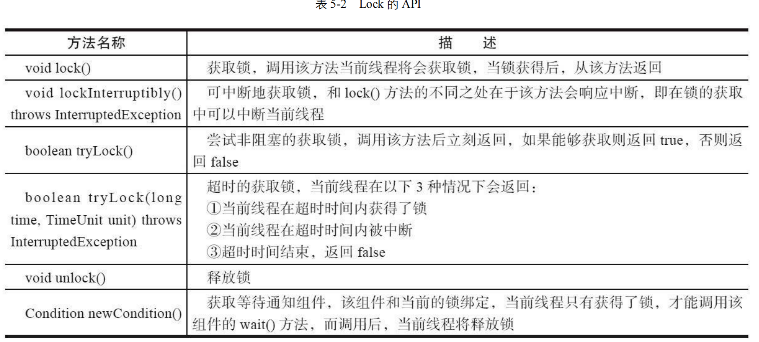 表 5-2 Lock 的 API
方法名称 描 述
void lock() 获取锁，调用该方法当前线程将会获取锁，当锁获得后，从该方法返回
void lockInterruptibly() throws InterruptedException 可中断地获取锁，和 lock() 方法的不同之处在于该方法会响应中断，即在锁的获取
中可以中断当前线程
boolean tryLock() 尝试非阻塞的获取锁，调用该方法后立刻返回，如果能够获取则返回 true，否则返
回 false
boolean tryLock(long time, TimeUnit unit) throws InterruptedException 超时的获取锁，当前线程在以下 3 种情况下会返回：
①当前线程在超时时间内获得了锁
②当前线程在超时时间内被中断
③超时时间结束，返回 false
void unlock() 释放锁
Condition newCondition() 获取等待通知组件，该组件和当前的锁绑定，当前线程只有获得了锁，才能调用该
组件的 wait() 方法，而调用后，当前线程将释放锁